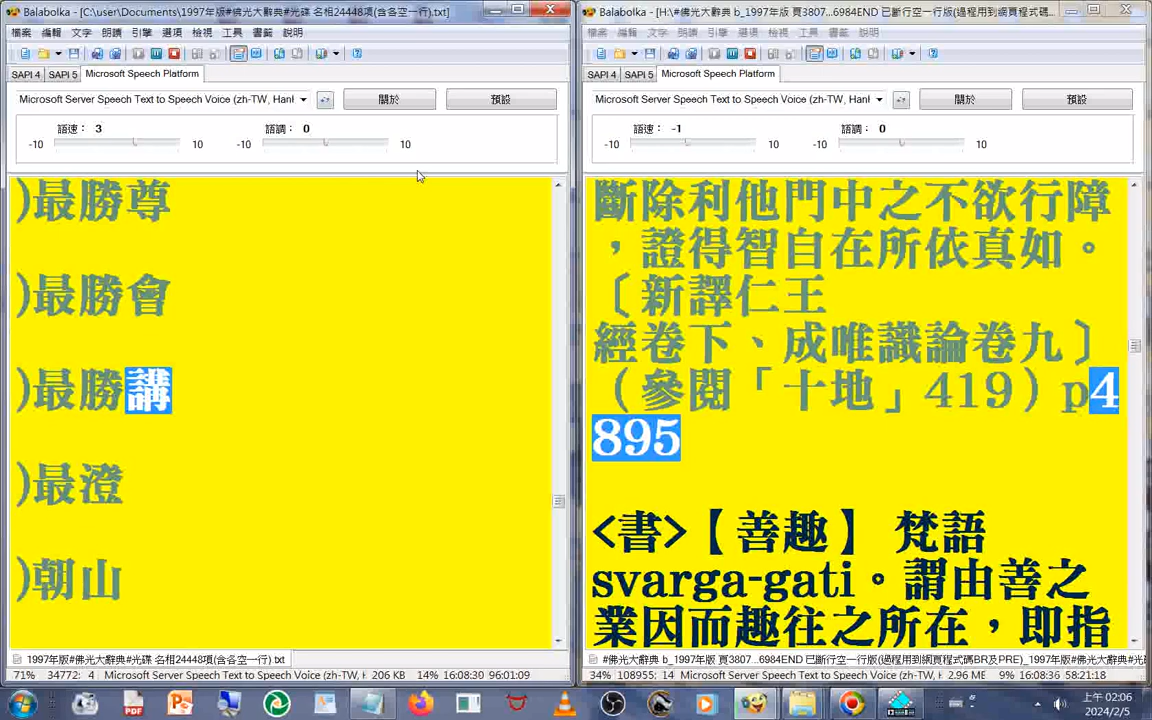 Balabolka - [C:\user\Documents\1997年版#佛光大辭典#光碟 名相24448項(含各空一行).txt]
檔案 編輯 文字 朗讀 引擎 選項 檢視 工具 書籤 說明
SAPI 4 SAPI 5 Microsoft Speech Platform
Microsoft Server Speech Text to Speech Voice (zh-TW, Hanl 關於 預設
語速： 3 語調： 0
-10 10 -10 10
)最勝尊
)最勝會
)最勝講
)最澄
)朝山
1997年版#佛光大辭典#光碟 名相24448項(含各空一行).txt
71% 34772: 4 Microsoft Server Speech Text to Speech Voice (zh-TW, H 206 KB 14% 16:08:30 96:01:09
Balabolka - [H:\#佛光大辭典 b_1997年版 頁3807...6984END 已斷行空一行版(過程用到網頁程式碼...
檔案 編輯 文字 朗讀 引擎 選項 檢視 工具 書籤 說明
SAPI 4 SAPI 5 Microsoft Speech Platform
Microsoft Server Speech Text to Speech Voice (zh-TW, Hanl 關於 預設
語速： -1 語調： 0
-10 10 -10 10
斷除利他門中之不欲行障
，證得智自在所依真如。
〔新譯仁王
經卷下、成唯識論卷九〕
（參閱「十地」419）p4
895
<書>【善趣】 梵語
svarga-gati。謂由善之
業因而趣往之所在，即指
#佛光大辭典 b_1997年版 頁3807...6984END 已斷行空一行版(過程用到網頁程式碼BR及PRE)_1997年版#光
34% 108955: 14 Microsoft Server Speech Text to Speech Voice (zh-TW, H 2.96 ME 9% 16:08:36 58:21:18
上午 02:06
2024/2/5